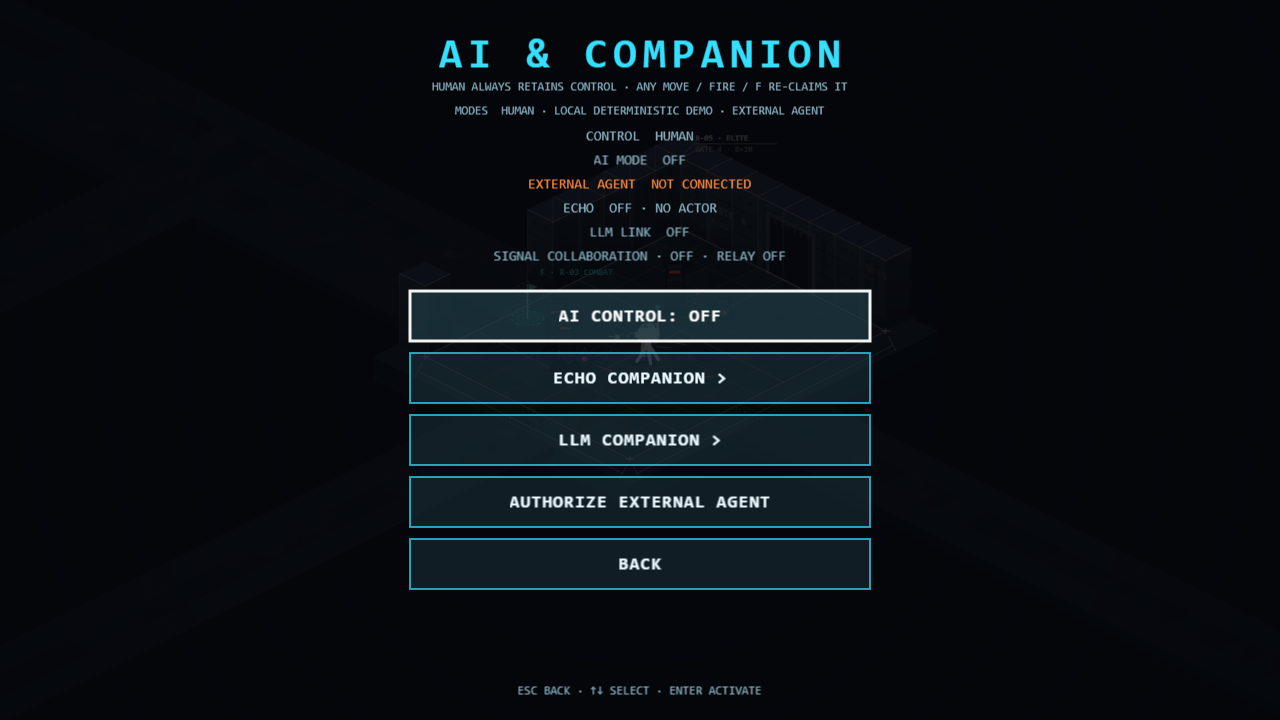 AI & COMPANION
HUMAN ALWAYS RETAINS CONTROL · ANY MOVE / FIRE / F RE-CLAIMS IT
MODES  HUMAN · LOCAL DETERMINISTIC DEMO · EXTERNAL AGENT
CONTROL  HUMAN
AI MODE  OFF
EXTERNAL AGENT  NOT CONNECTED
ECHO  OFF · NO ACTOR
LLM LINK  OFF
SIGNAL COLLABORATION · OFF · RELAY OFF
F · R-03 COMBAT
AI CONTROL: OFF
ECHO COMPANION >
LLM COMPANION >
AUTHORIZE EXTERNAL AGENT
BACK
ESC BACK · ↑↓ SELECT · ENTER ACTIVATE